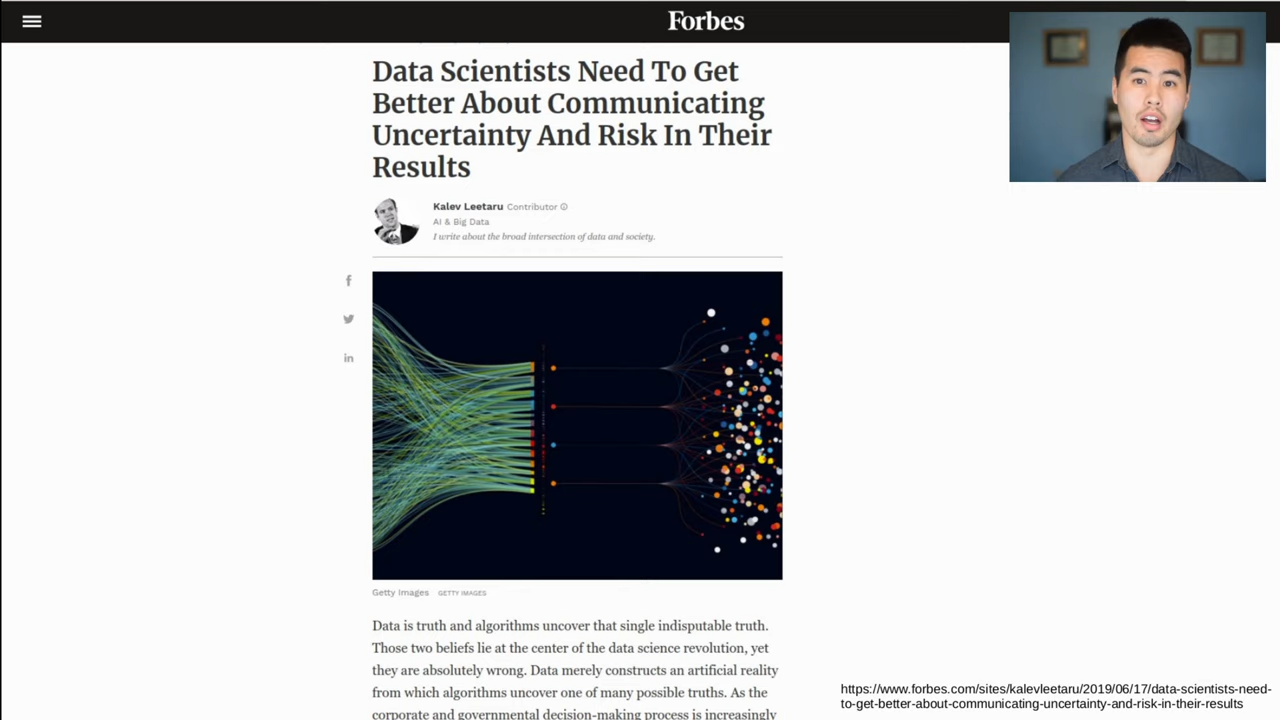 Forbes
Data Scientists Need To Get
Better About Communicating
Uncertainty And Risk In Their
Results
Kalev Leetaru Contributor
AI & Big Data
I write about the broad intersection of data and society.
Getty Images GETTY IMAGES
Data is truth and algorithms uncover that single indisputable truth.
Those two beliefs lie at the center of the data science revolution, yet
they are absolutely wrong. Data merely constructs an artificial reality
from which algorithms uncover one of many possible truths. As the
corporate and governmental decision-making process is increasingly
https://www.forbes.com/sites/kalevleetaru/2019/06/17/data-scientists-need-
to-get-better-about-communicating-uncertainty-and-risk-in-their-results